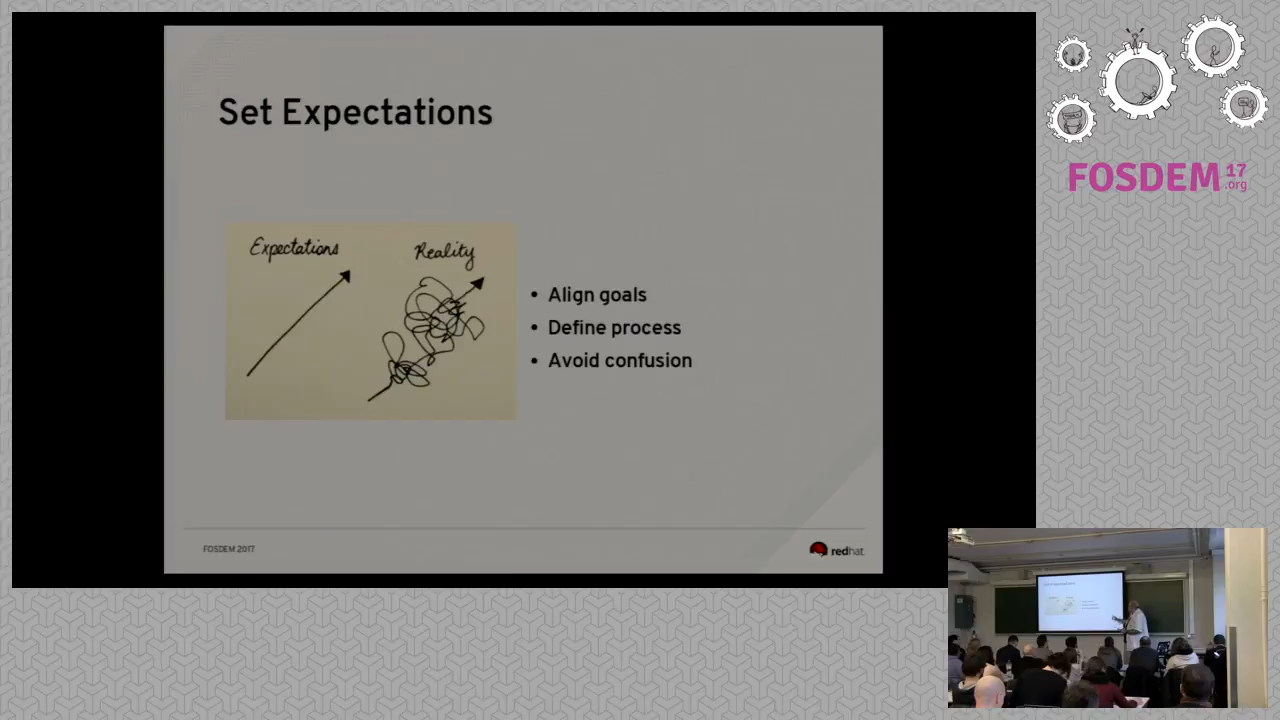 Set Expectations
Expectations
Reality
• Align goals
• Define process
• Avoid confusion
FOSDEM 2017
redhat.
FOSDEM 17
.org